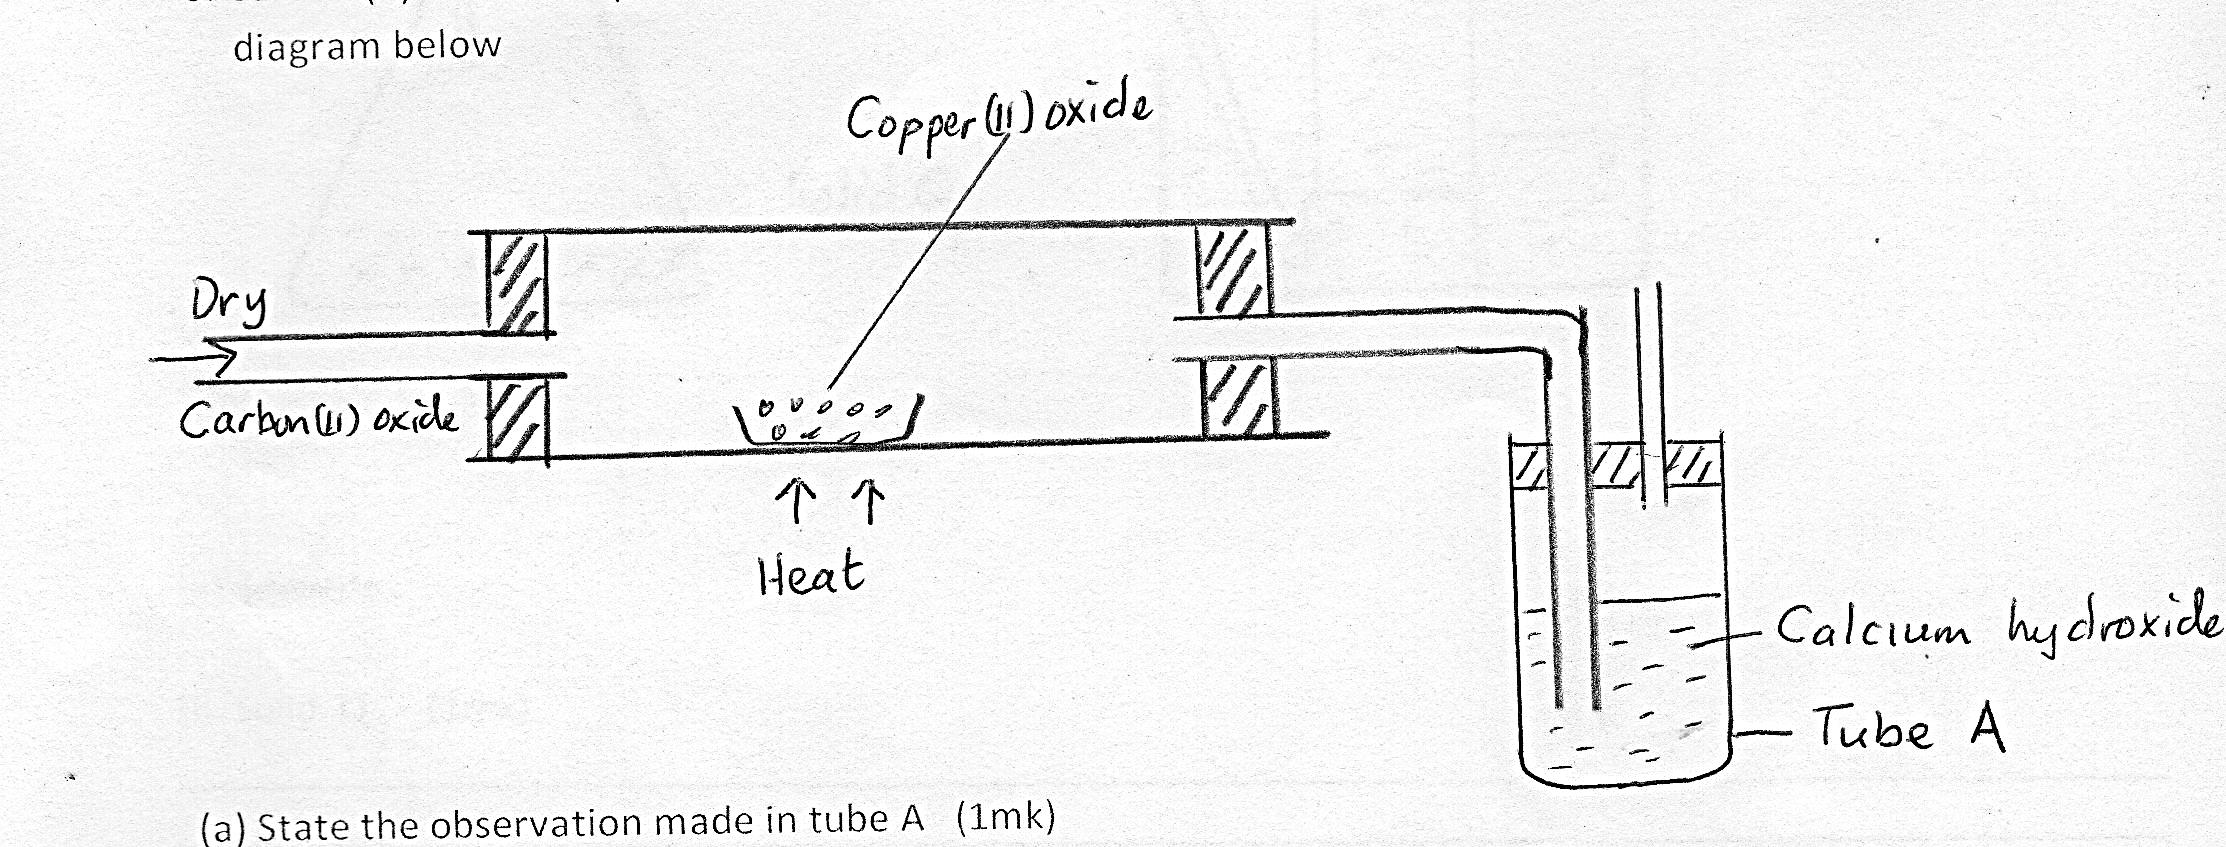 diagram below
Copper (II) oxide
Dry
Carbon (II) oxide
Heat
Calcium hydroxide
Tube A
(a) State the observation made in tube A (1mk)